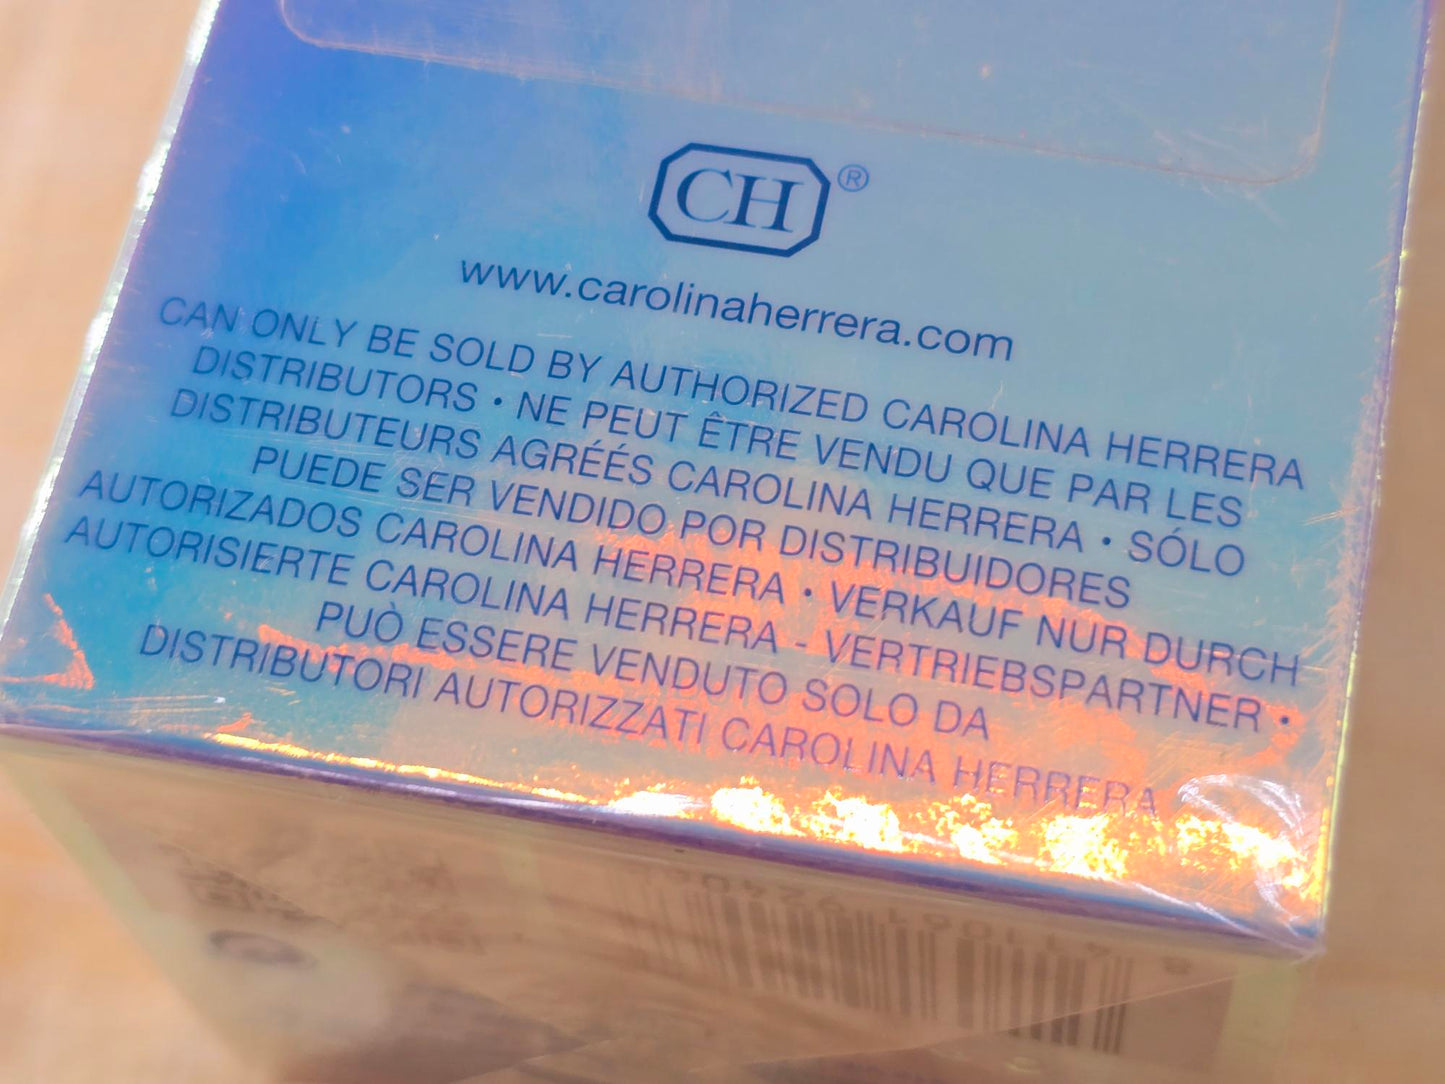 CH®
www.carolinaherrera.com
CAN ONLY BE SOLD BY AUTHORIZED CAROLINA HERRERA
DISTRIBUTORS • NE PEUT ÊTRE VENDU QUE PAR LES
DISTRIBUTEURS AGRÉÉS CAROLINA HERRERA • SÓLO
PUEDE SER VENDIDO POR DISTRIBUIDORES
AUTORIZADOS CAROLINA HERRERA • VERKAUF NUR DURCH
AUTORISIERTE CAROLINA HERRERA - VERTRIEBSPARTNER •
PUÒ ESSERE VENDUTO SOLO DA
DISTRIBUTORI AUTORIZZATI CAROLINA HERRERA